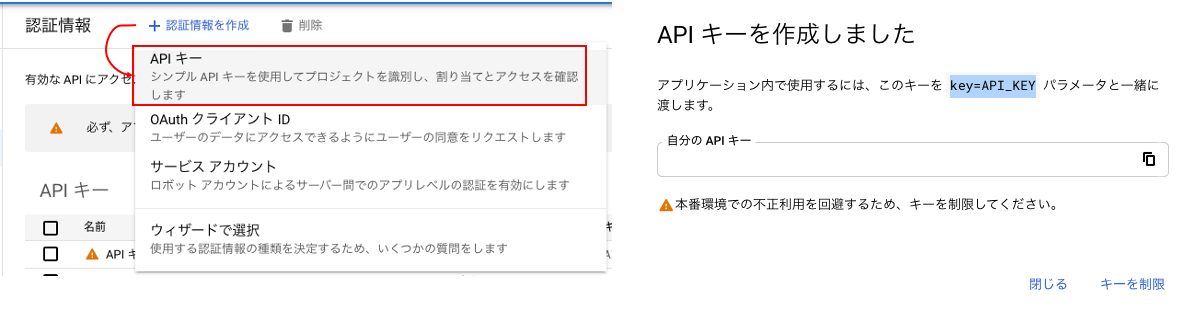 認証情報
認証情報を作成
削除
有効な API にアクセ
必ず、ア
API キー
シンプル API キーを使用してプロジェクトを識別し、割り当てとアクセスを確認
します
OAuth クライアント ID
ユーザーのデータにアクセスできるようにユーザーの同意をリクエストします
サービス アカウント
ロボット アカウントによるサーバー間でのアプリレベルの認証を有効にします
ウィザードで選択
使用する認証情報の種類を決定するため、いくつかの質問をします
API キー
名前
API キ
API キーを作成しました
アプリケーション内で使用するには、このキーを key=API_KEY パラメータと一緒に
渡します。
自分の API キー
本番環境での不正利用を回避するため、キーを制限してください。
閉じる
キーを制限